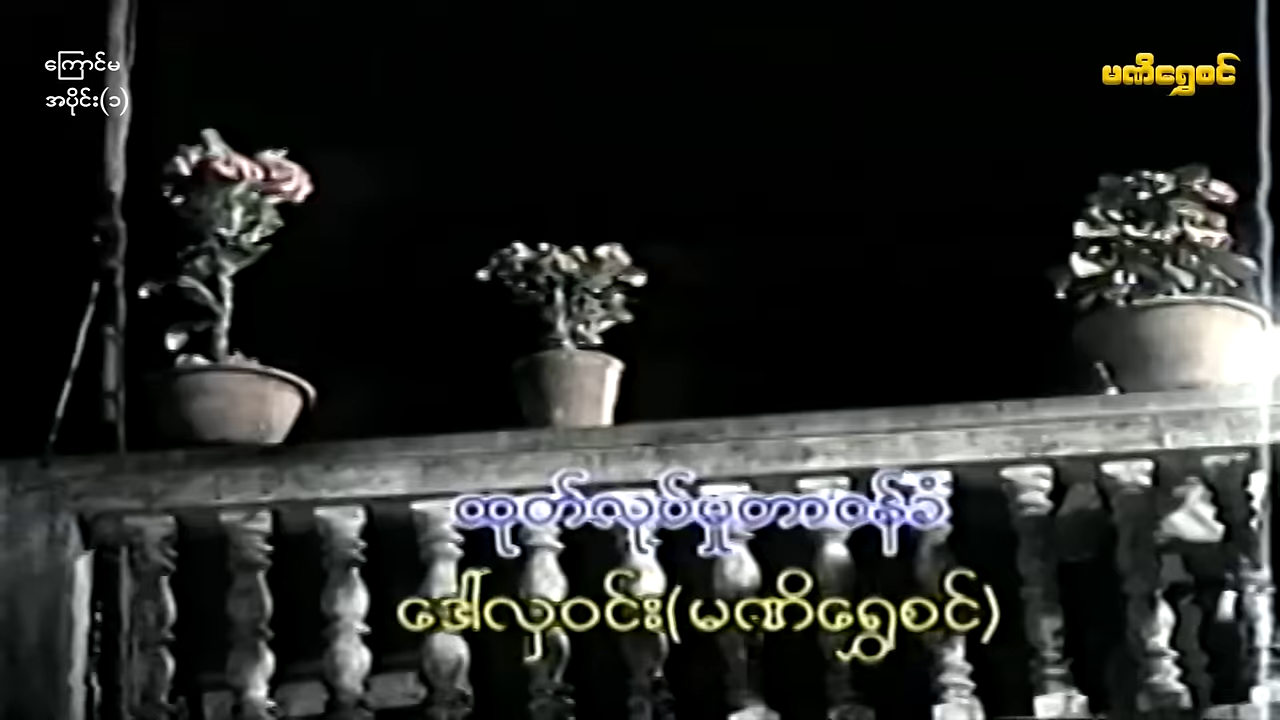 ကြောင်မ
အပိုင်း(၁)
မဏိရွှေစင်
ထုတ်လုပ်မှုတာဝန်ခံ
ဒေါ်လှဝင်း(မဏိရွှေစင်)